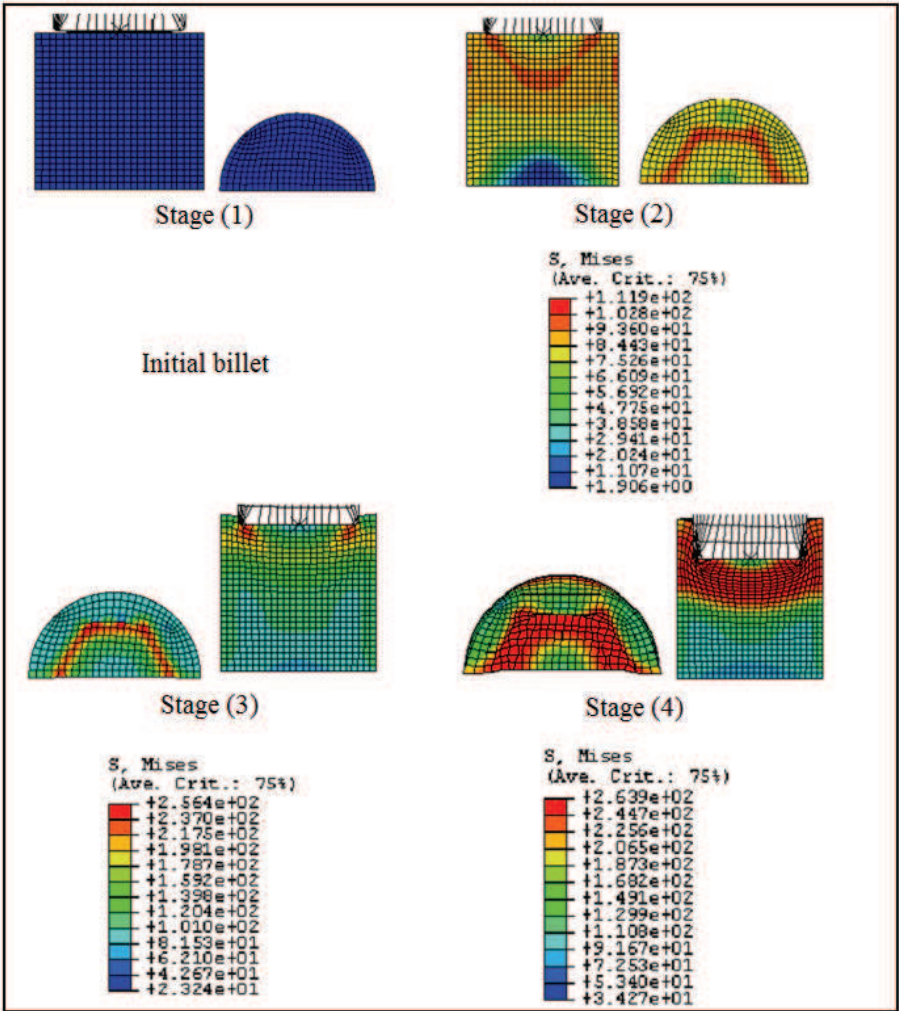 Stage (1)
Stage (2)
S, Mises
(Ave. Crit.: 75%)
+1.119e+02
+1.028e+02
+9.360e+01
+8.443e+01
+7.526e+01
+6.609e+01
+5.692e+01
+4.775e+01
+3.858e+01
+2.941e+01
+2.024e+01
+1.107e+01
+1.906e+00
Initial billet
Stage (3)
Stage (4)
S, Mises
(Ave. Crit.: 75%)
+2.564e+02
+2.370e+02
+2.175e+02
+1.981e+02
+1.787e+02
+1.592e+02
+1.398e+02
+1.204e+02
+1.010e+02
+8.153e+01
+6.210e+01
+4.267e+01
+2.324e+01
S, Mises
(Ave. Crit.: 75%)
+2.639e+02
+2.447e+02
+2.256e+02
+2.065e+02
+1.873e+02
+1.682e+02
+1.491e+02
+1.299e+02
+1.108e+02
+9.167e+01
+7.253e+01
+5.340e+01
+3.427e+01